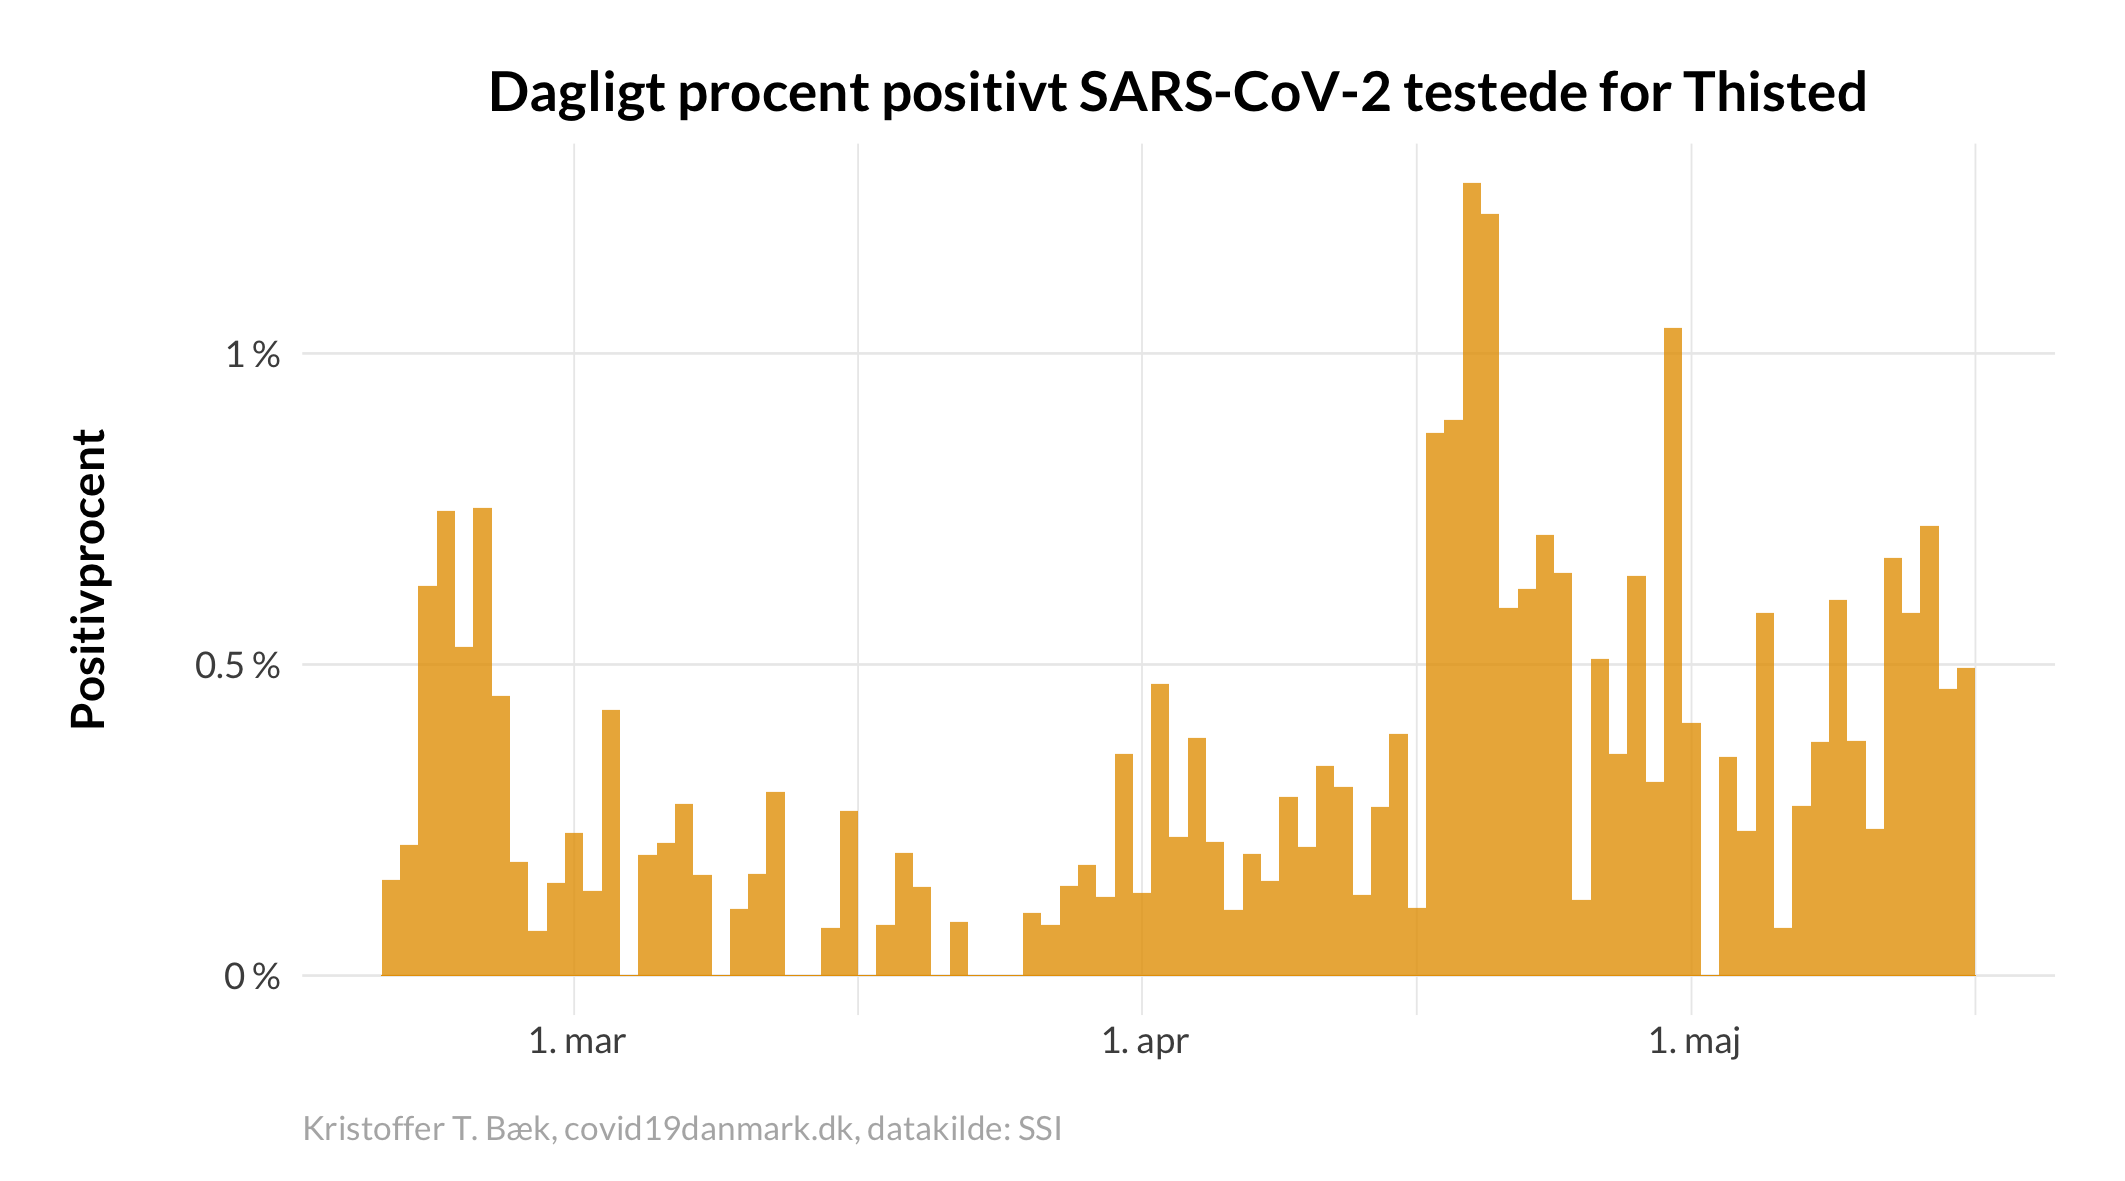 Dagligt procent positivt SARS-CoV-2 testede for Thisted
Positivprocent
1 %
0.5 %
0 %
1. mar
1. apr
1. maj
Kristoffer T. Bæk, covid19danmark.dk, datakilde: SSI